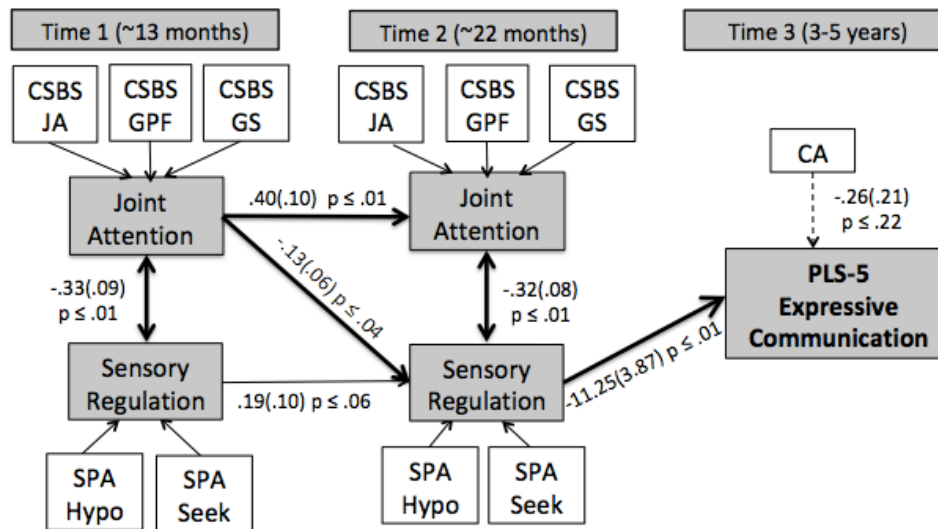 Time 1 (~13 months)
Time 2 (~22 months)
Time 3 (3-5 years)
CSBS
JA
CSBS
GPF
CSBS
GS
CSBS
JA
CSBS
GPF
CSBS
GS
CA
Joint
Attention
.40(.10) p ≤ .01
Joint
Attention
-.26(.21)
p ≤ .22
-.33(.09)
p ≤ .01
-.13(.06) p ≤ .04
-.32(.08)
p ≤ .01
PLS-5
Expressive
Communication
Sensory
Regulation
.19(.10) p ≤ .06
Sensory
Regulation
-11.25(3.87) p ≤ .01
SPA
Hypo
SPA
Seek
SPA
Hypo
SPA
Seek